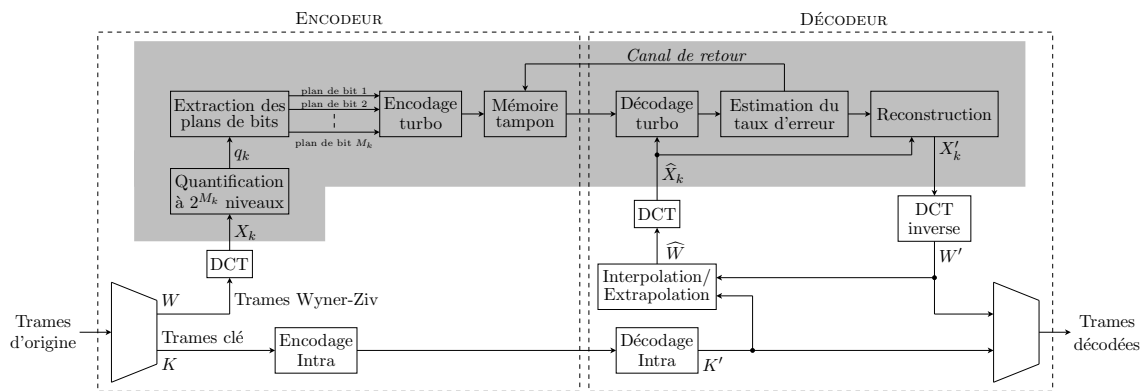 ENCODEUR
DÉCODEUR
Canal de retour
Extraction des
plans de bits
plan de bit 1
plan de bit 2
plan de bit M_k
Encodage
turbo
Mémoire
tampon
Décodage
turbo
Estimation du
taux d'erreur
Reconstruction
q_k
X̂_k
X′_k
Quantification
à 2^{M_k} niveaux
X_k
DCT
DCT
DCT
inverse
Ŵ
W′
DCT
Interpolation/
Extrapolation
W
Trames Wyner-Ziv
Trames
d'origine
Trames clé
K
Encodage
Intra
Décodage
Intra
K′
Trames
décodées